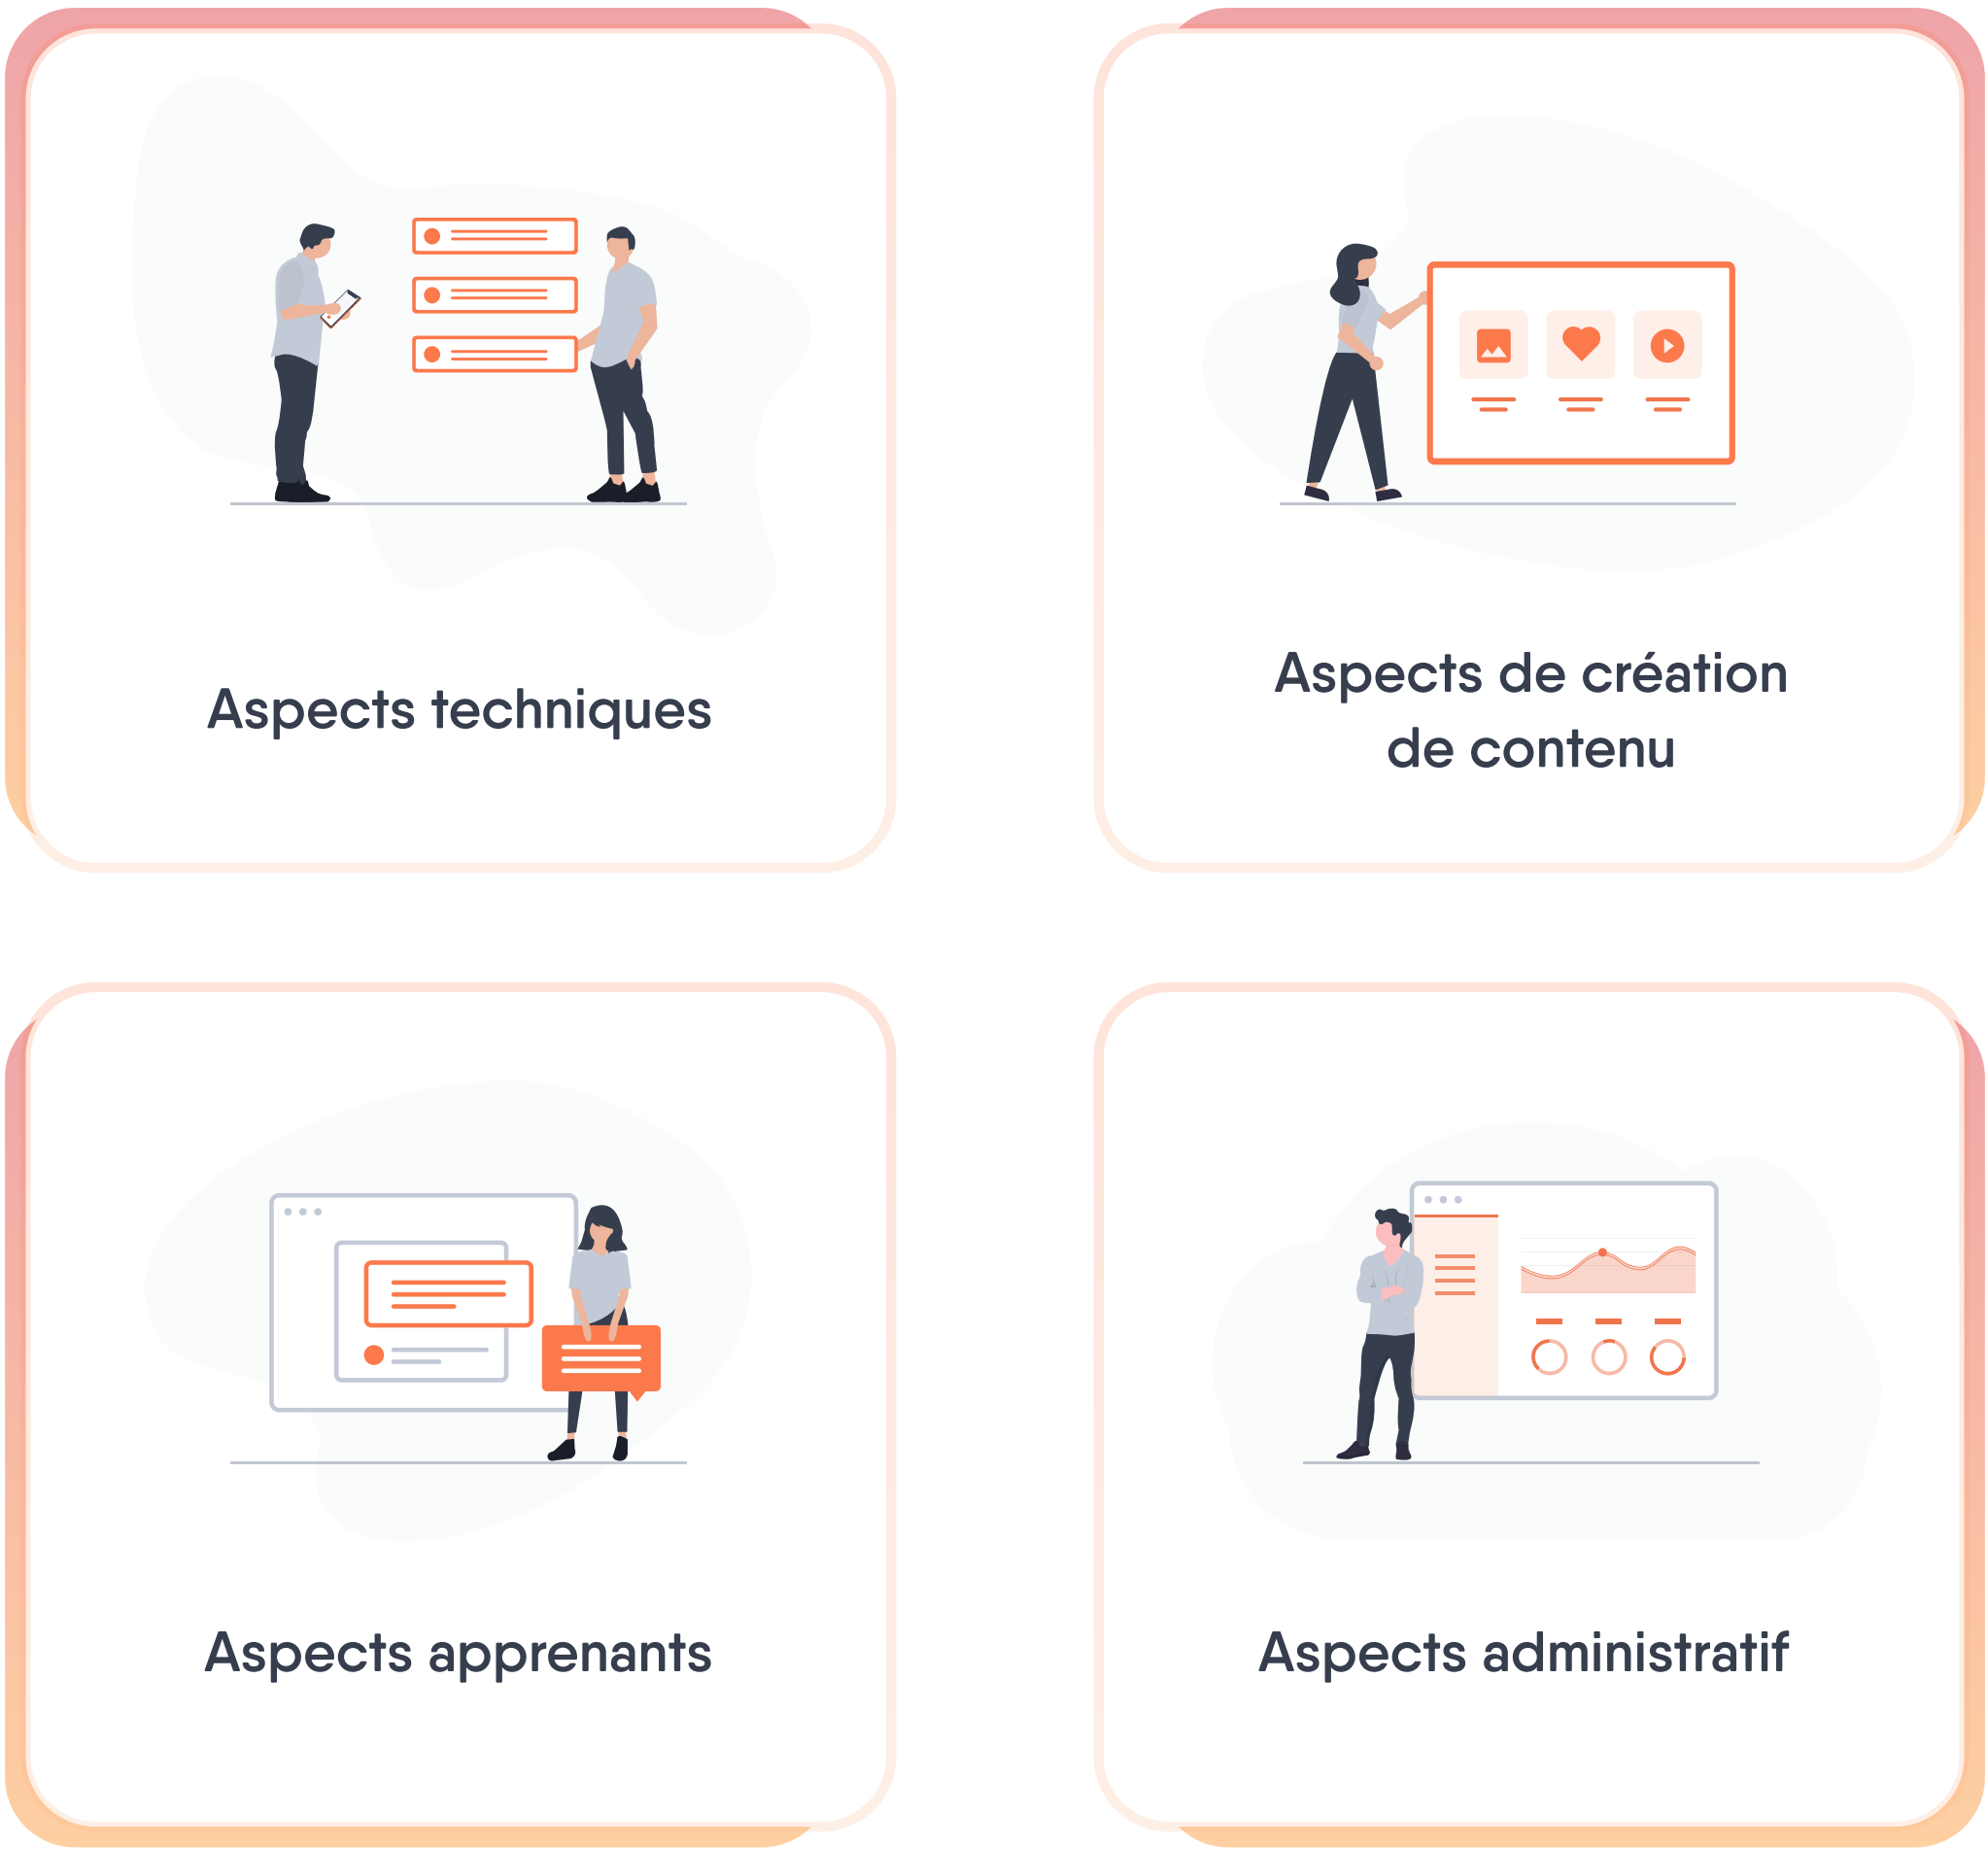 Aspects techniques
Aspects de création
de contenu
Aspects apprenants
Aspects administratif